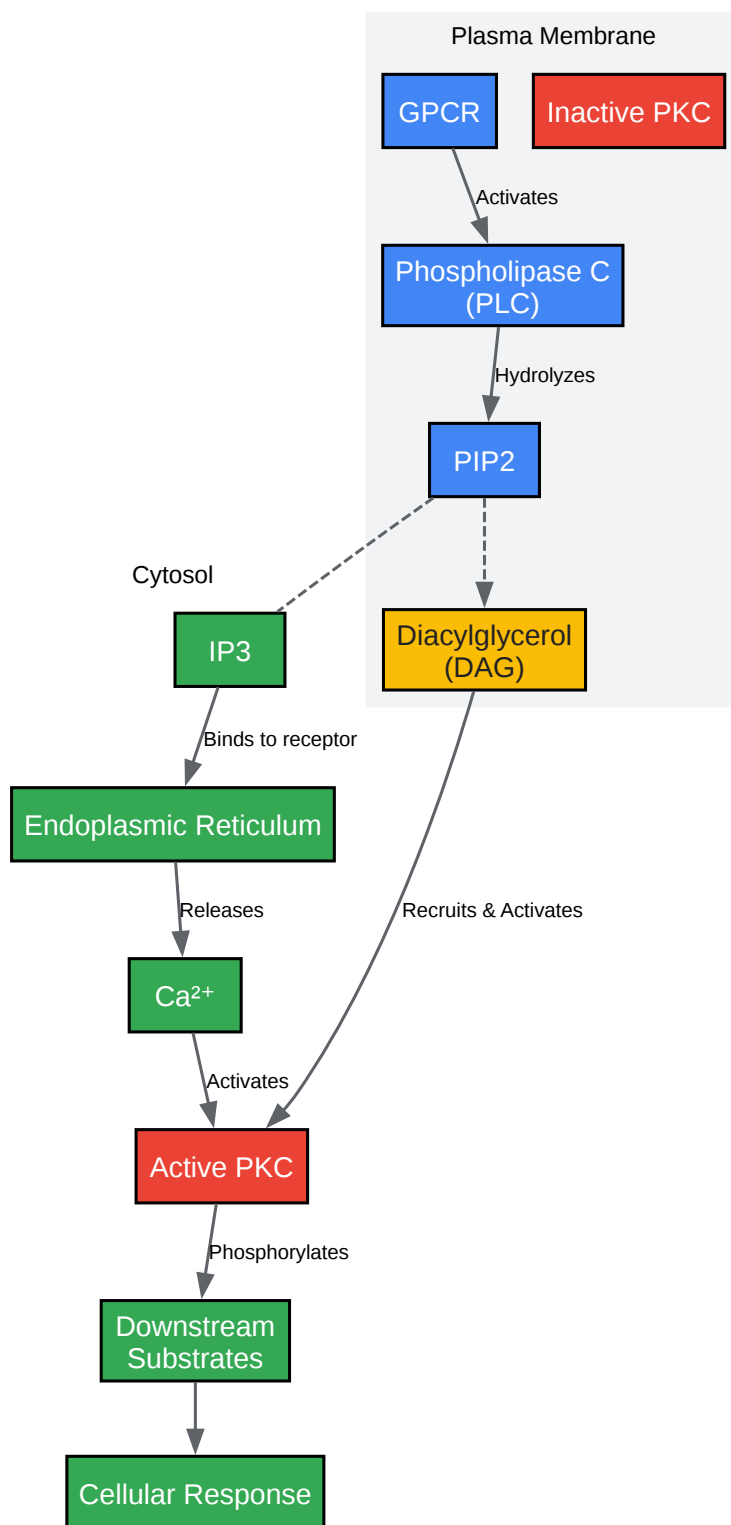 Plasma Membrane
GPCR
Inactive PKC
Activates
Phospholipase C
(PLC)
Hydrolyzes
PIP2
Cytosol
IP3
Diacylglycerol
(DAG)
Binds to receptor
Endoplasmic Reticulum
Releases
Recruits & Activates
Ca²⁺
Activates
Active PKC
Phosphorylates
Downstream
Substrates
Cellular Response